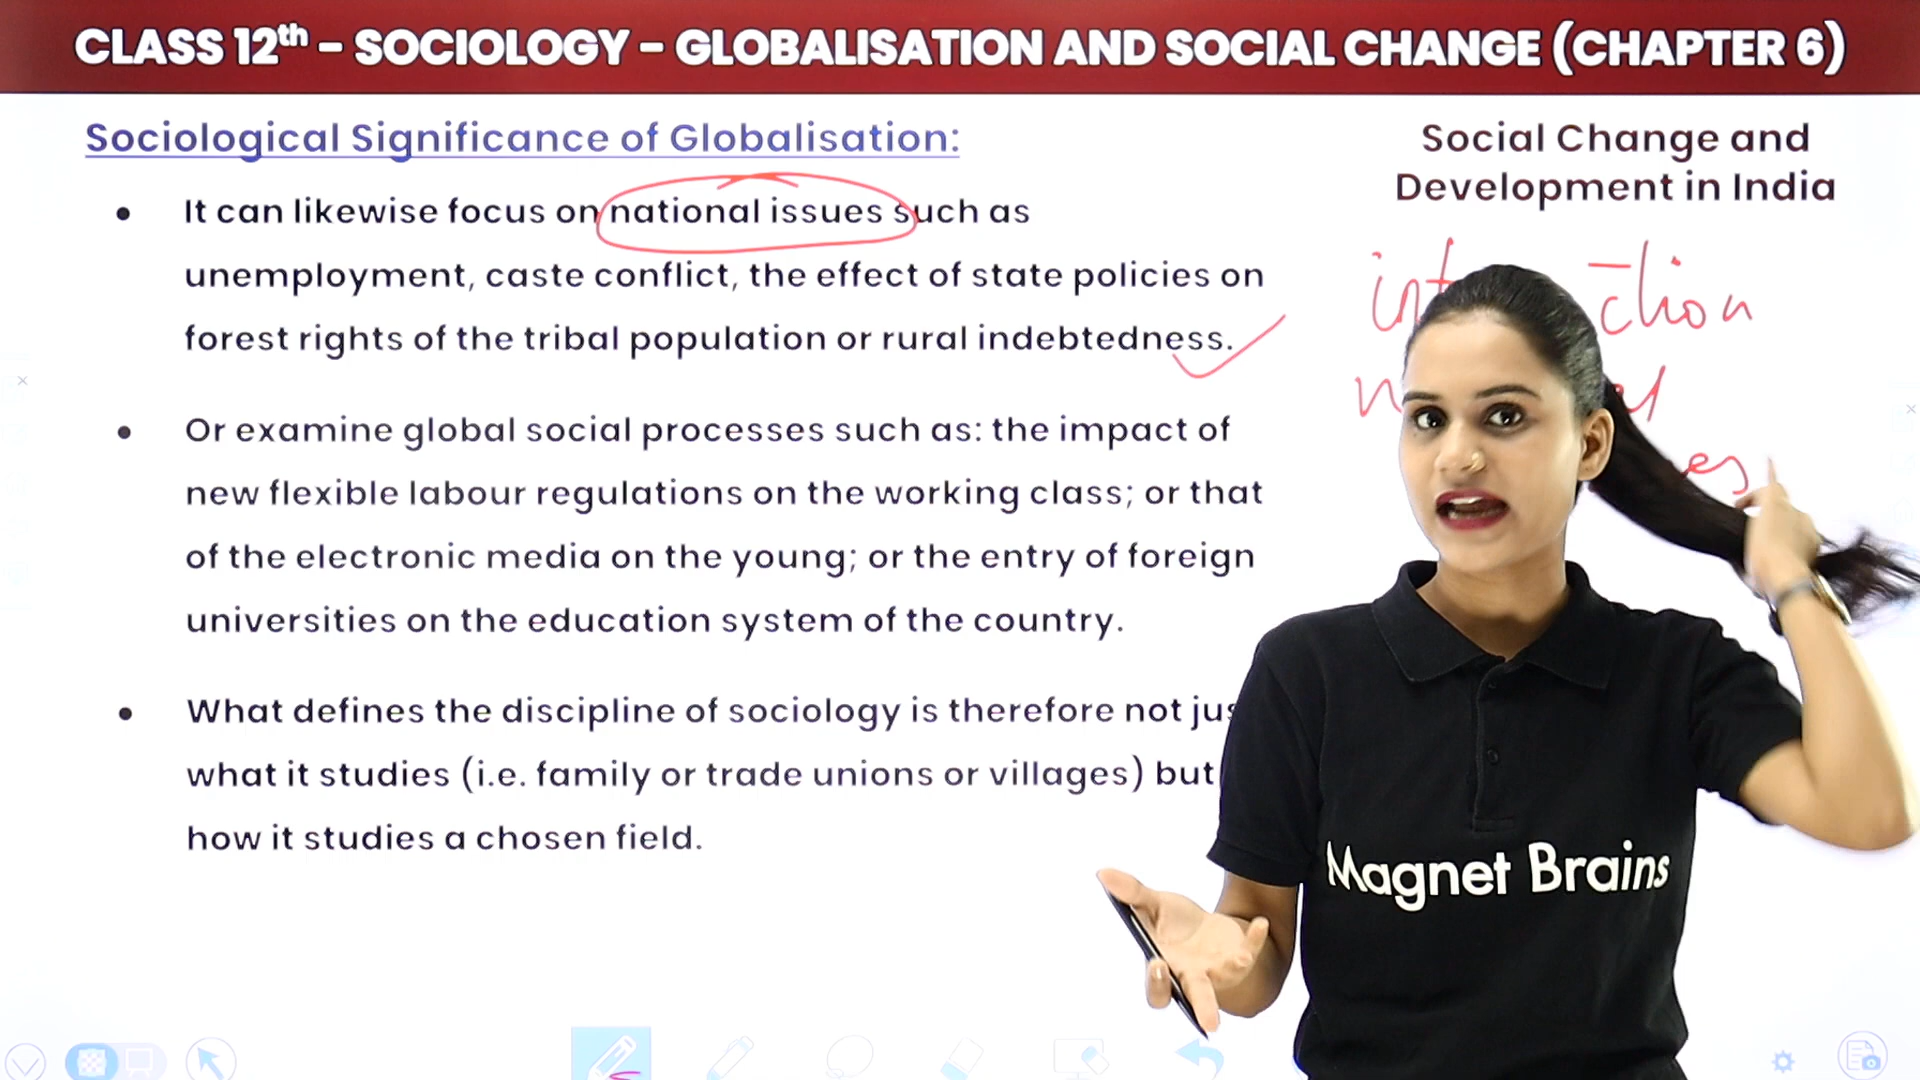 CLASS 12th – SOCIOLOGY – GLOBALISATION AND SOCIAL CHANGE (CHAPTER 6)
Sociological Significance of Globalisation:
• It can likewise focus on national issues such as
unemployment, caste conflict, the effect of state policies on
forest rights of the tribal population or rural indebtedness.
• Or examine global social processes such as: the impact of
new flexible labour regulations on the working class; or that
of the electronic media on the young; or the entry of foreign
universities on the education system of the country.
• What defines the discipline of sociology is therefore not
what it studies (i.e. family or trade unions or villages) but
how it studies a chosen field.
Social Change and
Development in India
Magnet Brains